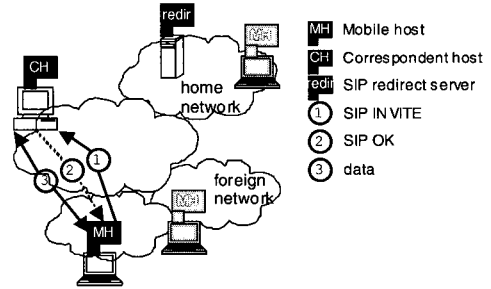 redir
MH
CH
home
network
1
2
3
foreign
network
MH
MH
MH Mobile host
CH Correspondent host
redir SIP redirect server
1 SIP INVITE
2 SIP OK
3 data